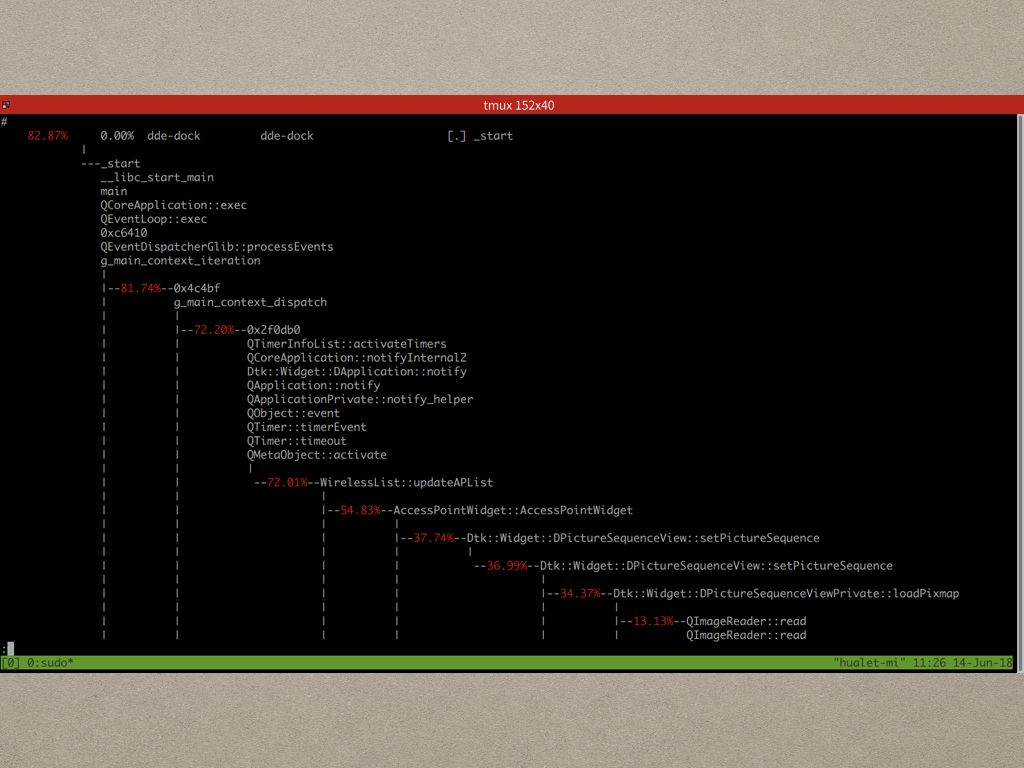 tmux 152x40
#
82.87% 0.00% dde-dock dde-dock [.] _start
|
---_start
__libc_start_main
main
QCoreApplication::exec
QEventLoop::exec
0xc6410
QEventDispatcherGlib::processEvents
g_main_context_iteration
|
|--81.74%--0x4c4bf
| g_main_context_dispatch
| |
| |--72.20%--0x2f0db0
| | QTimerInfoList::activateTimers
| | QCoreApplication::notifyInternal2
| | Dtk::Widget::DApplication::notify
| | QApplication::notify
| | QApplicationPrivate::notify_helper
| | QObject::event
| | QTimer::timerEvent
| | QTimer::timeout
| | QMetaObject::activate
| | |
| | --72.01%--WirelessList::updateAPList
| | |
| | |--54.83%--AccessPointWidget::AccessPointWidget
| | | |
| | | |--37.74%--Dtk::Widget::DPictureSequenceView::setPictureSequence
| | | | |
| | | | --36.99%--Dtk::Widget::DPictureSequenceView::setPictureSequence
| | | | |
| | | | |--34.37%--Dtk::Widget::DPictureSequenceViewPrivate::loadPixmap
| | | | | |
| | | | | |--13.13%--QImageReader::read
| | | | | | QImageReader::read
:
[0] 0:sudo* "hualet-mi" 11:26 14-Jun-18